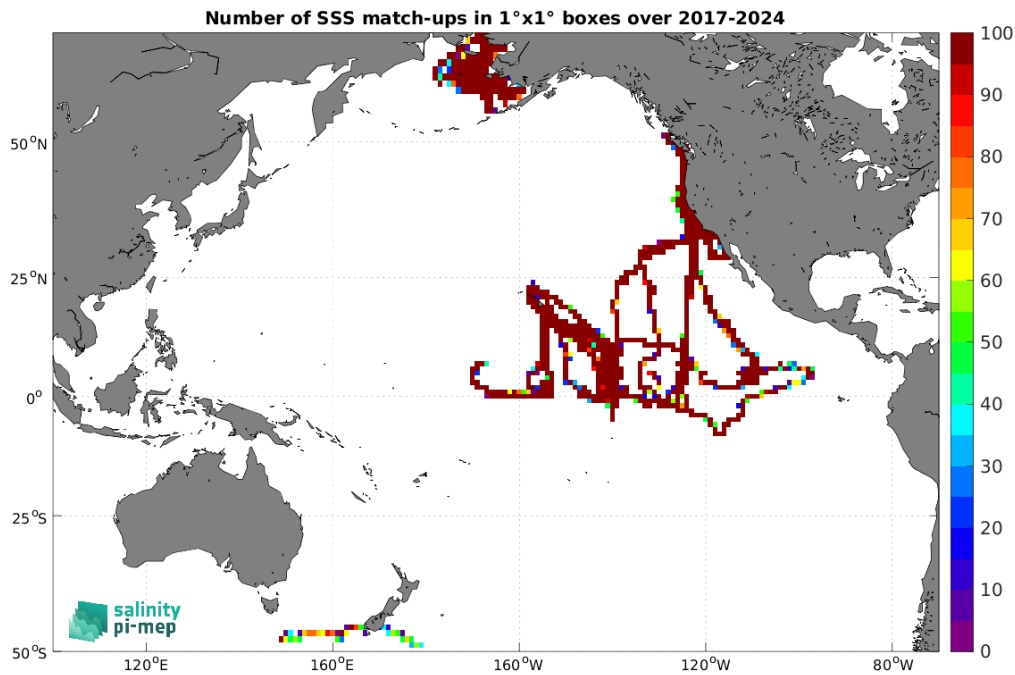 Number of SSS match-ups in 1°x1° boxes over 2017-2024
100
90
80
70
60
50
40
30
20
10
0
50°N
25°N
0°
25°S
50°S
120°E
160°E
160°W
120°W
80°W
salinity
pi-mep